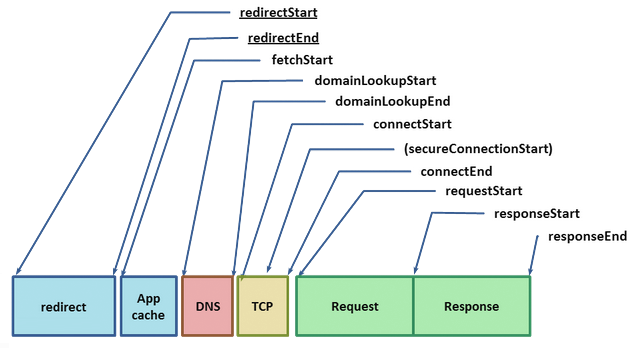 redirectStart
redirectEnd
fetchStart
domainLookupStart
domainLookupEnd
connectStart
(secureConnectionStart)
connectEnd
requestStart
responseStart
responseEnd
redirect
App
cache
DNS
TCP
Request
Response